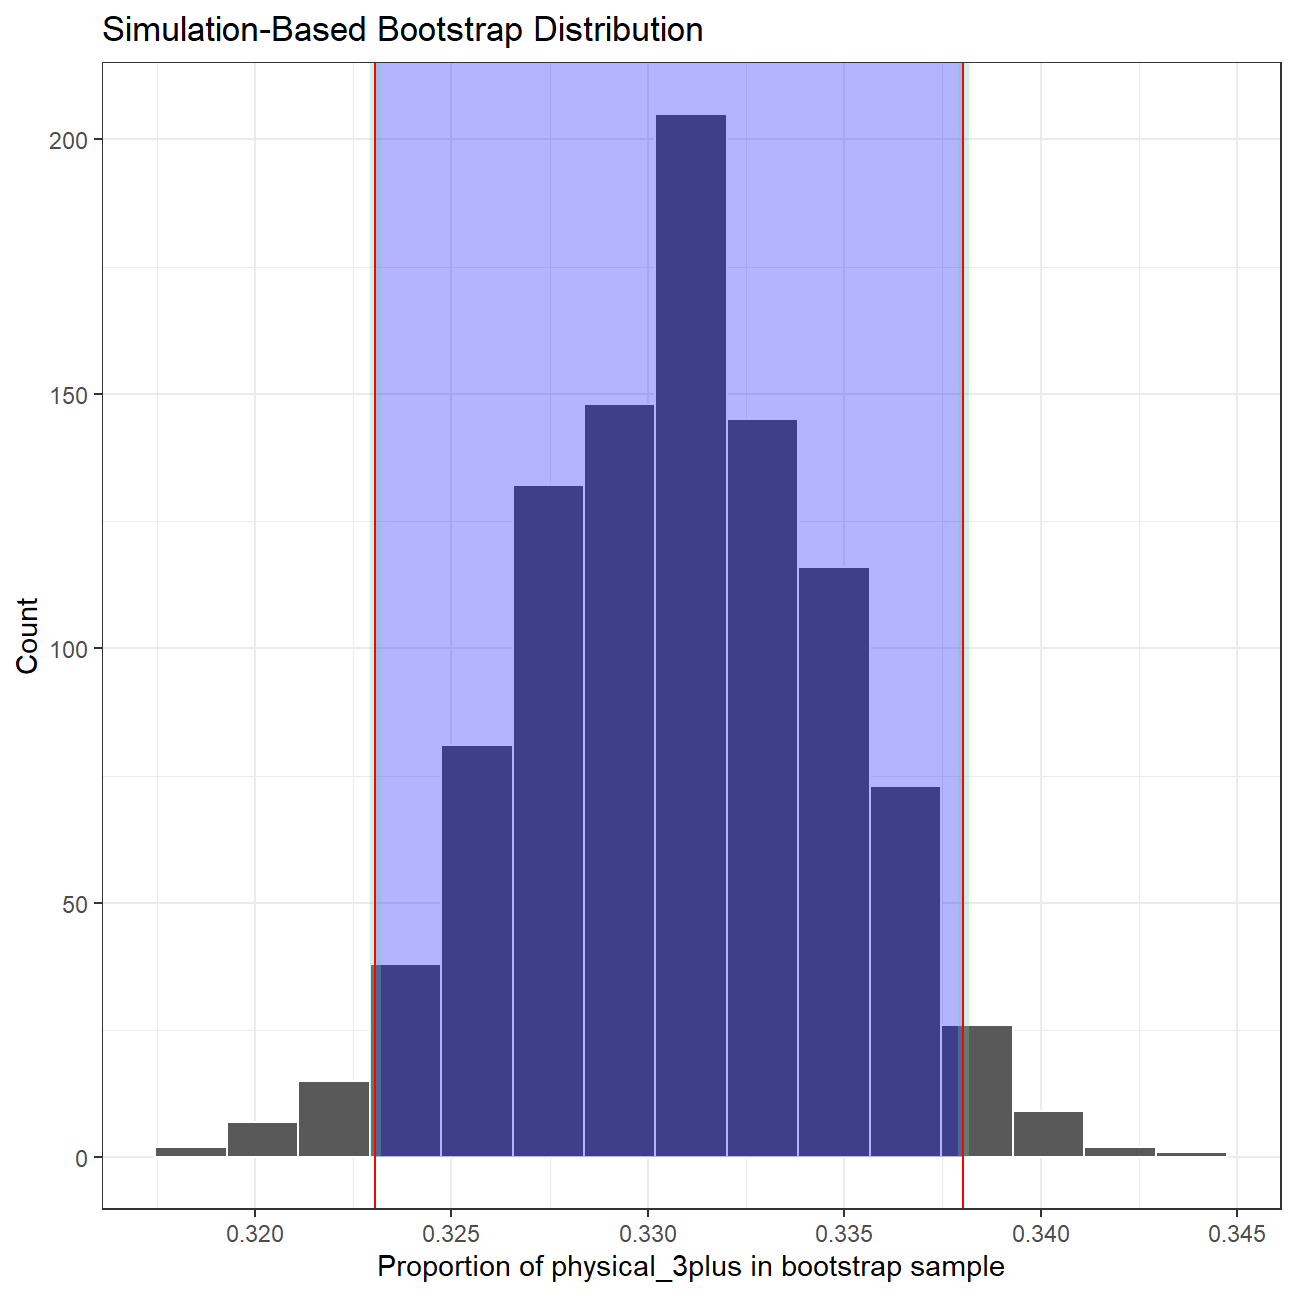 Simulation-Based Bootstrap Distribution
200
150
100
50
0
Count
0.320 0.325 0.330 0.335 0.340 0.345
Proportion of physical_3plus in bootstrap sample